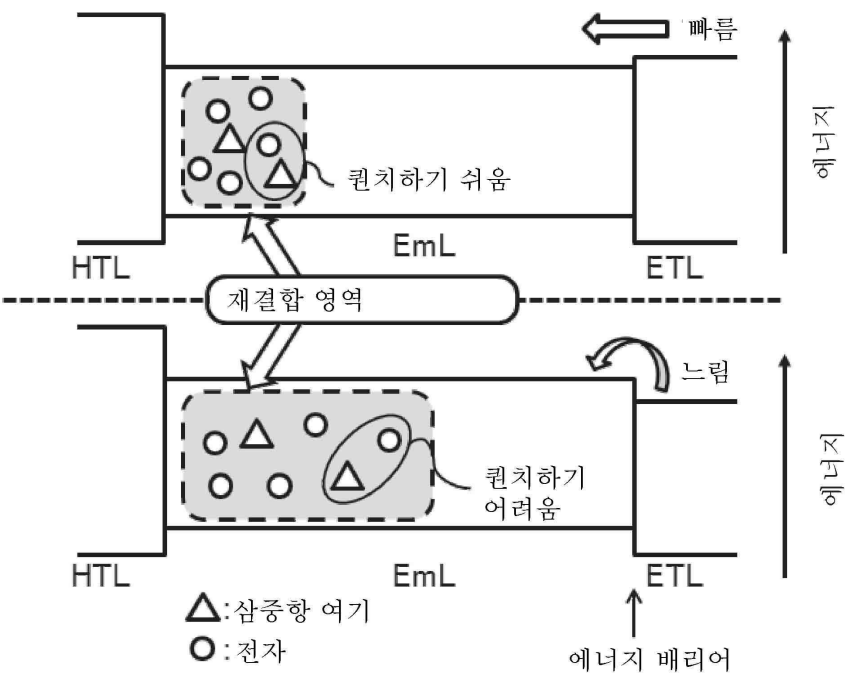 빠름
에너지
퀀치하기 쉬움
HTL
EmL
ETL
재결합 영역
느림
에너지
퀀치하기
어려움
HTL
EmL
ETL
:삼중항 여기
:전자
에너지 배리어